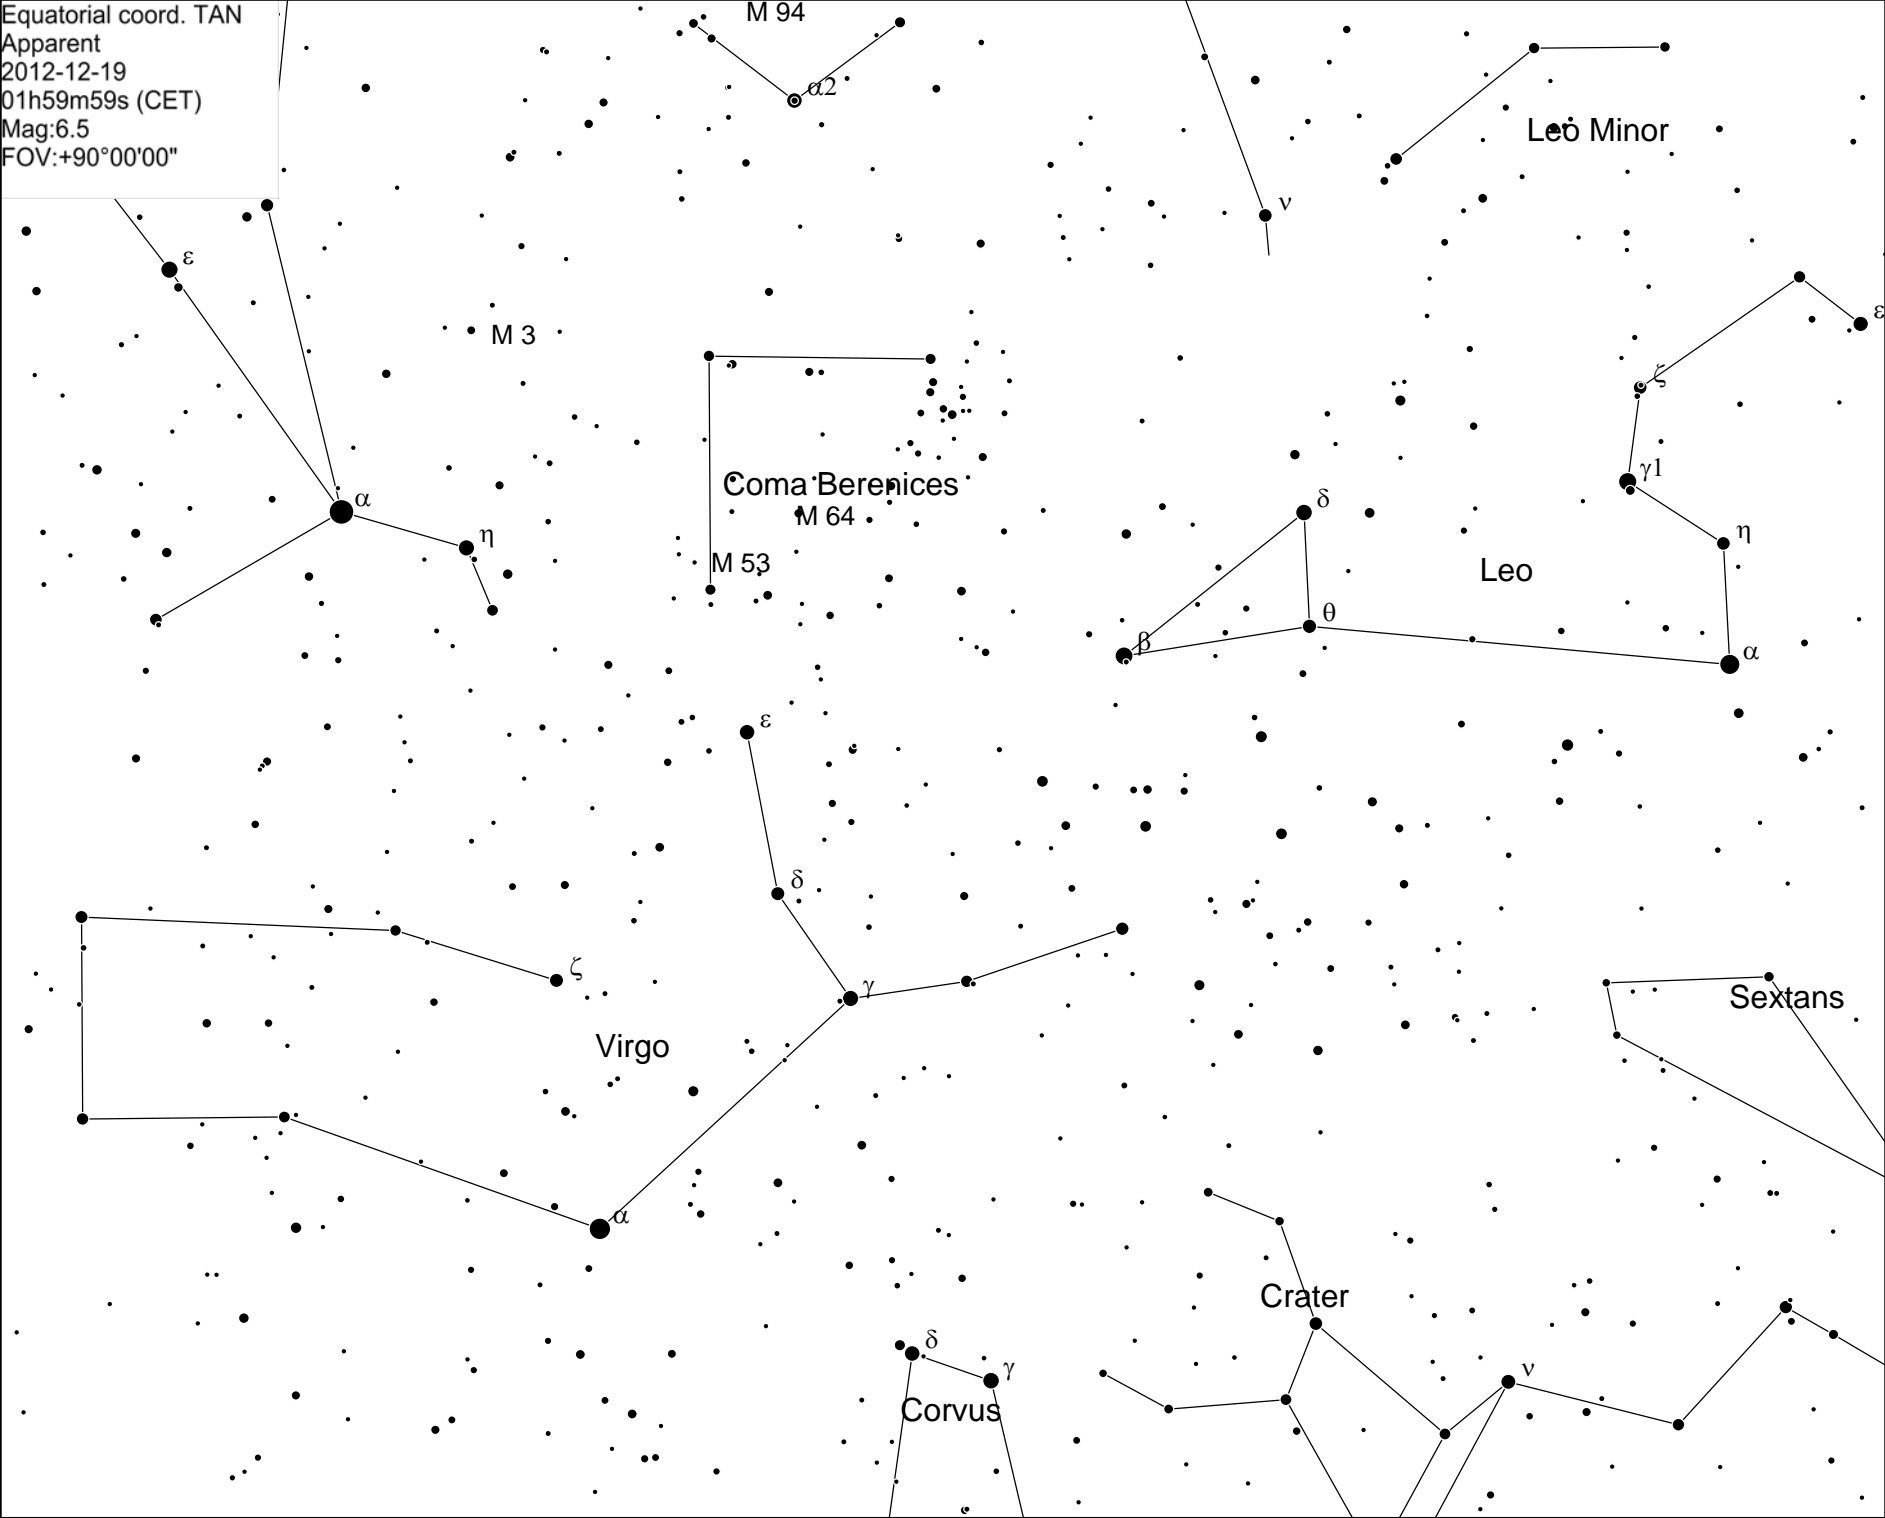 Equatorial coord. TAN
Apparent
2012-12-19
01h59m59s (CET)
Mag:6.5
FOV:+90°00'00"
M 94
α2
Leo Minor
ν
ε
ε
M 3
ζ
γ1
Coma Berenices
α
δ
M 64
η
η
M 53
Leo
θ
β
α
ε
δ
ζ
γ
Sextans
Virgo
α
Crater
δ
γ
ν
Corvus